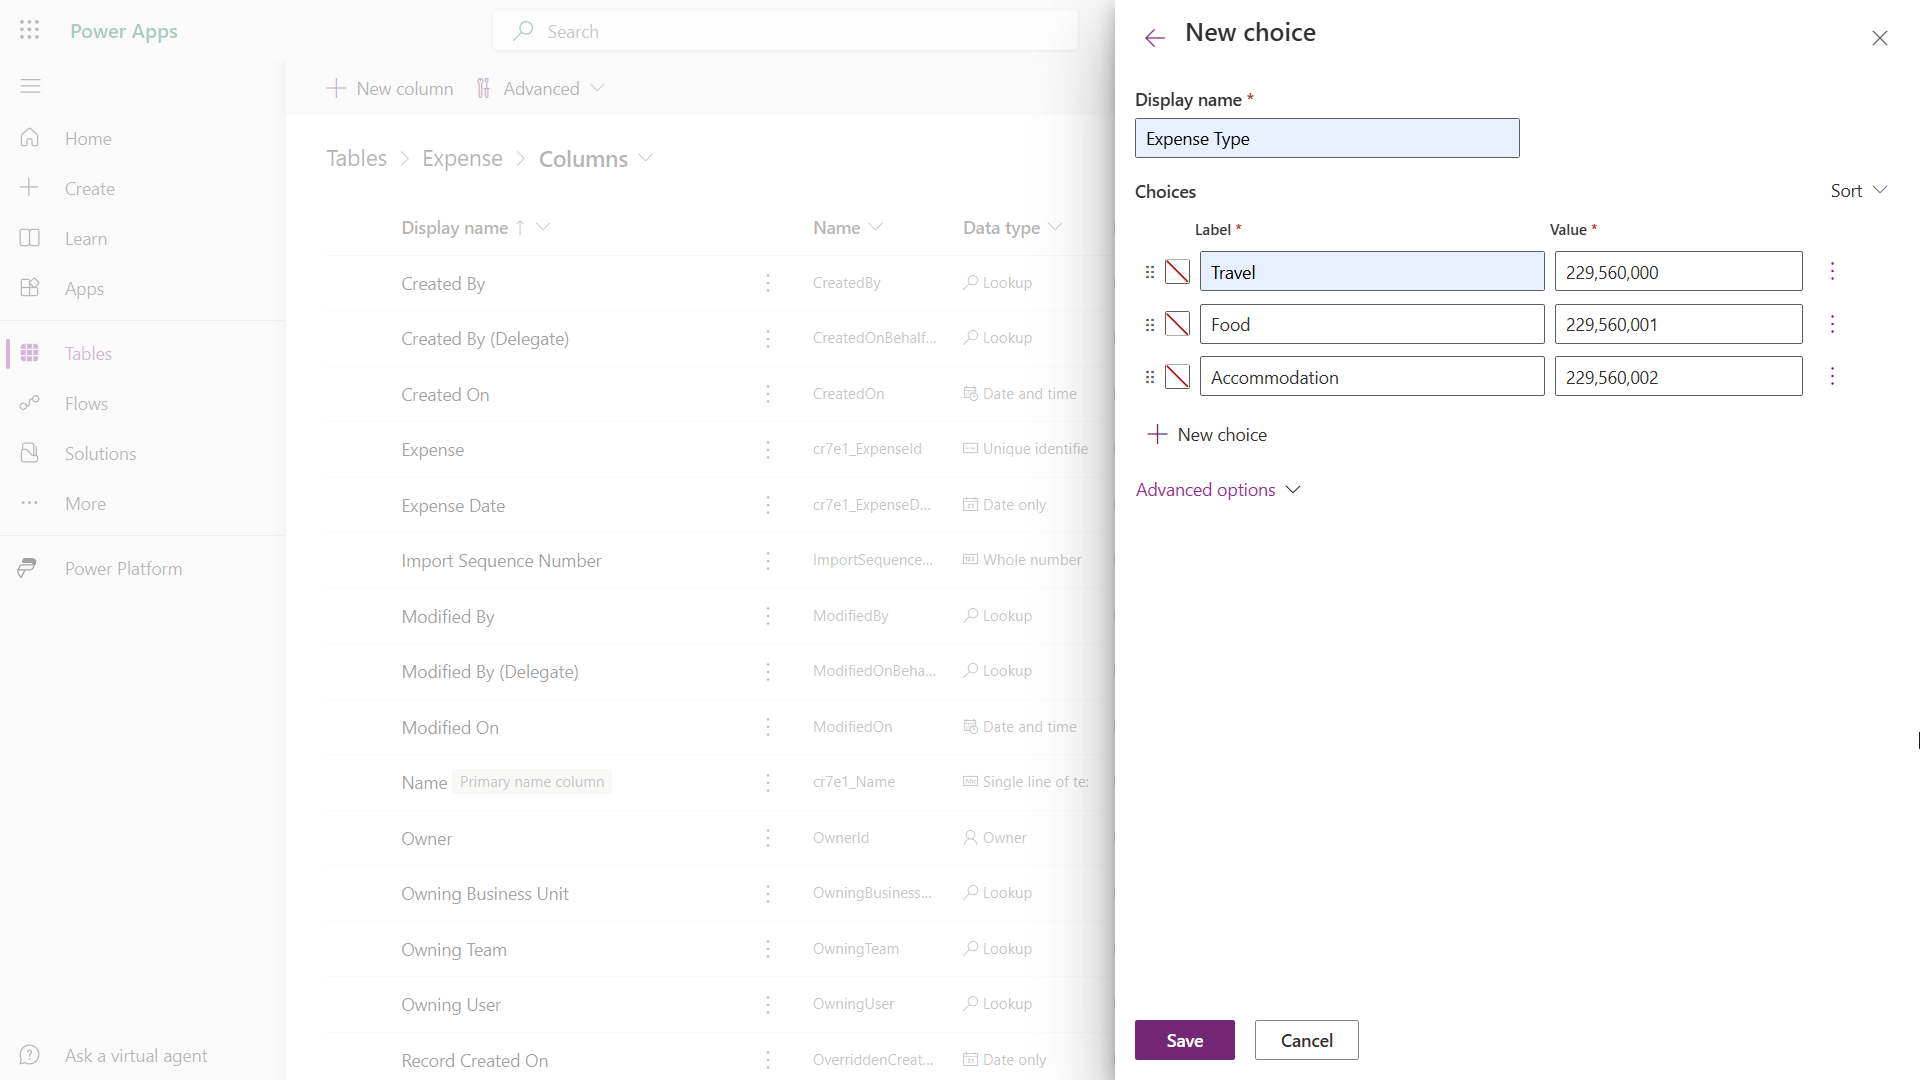 Power Apps
Search
New choice
Display name *
Expense Type
Choices
Sort
Label *
Value *
Travel
229,560,000
Food
229,560,001
Accommodation
229,560,002
New choice
Advanced options
Save
Cancel
Home
Create
Learn
Apps
Tables
Flows
Solutions
More
Power Platform
Ask a virtual agent
New column
Advanced
Tables > Expense > Columns
Display name ↑ Name Data type
Created By CreatedBy Lookup
Created By (Delegate) CreatedOnBehalf... Lookup
Created On CreatedOn Date and time
Expense cr7e1_ExpenseId Unique identifie
Expense Date cr7e1_ExpenseD... Date only
Import Sequence Number ImportSequence... Whole number
Modified By ModifiedBy Lookup
Modified By (Delegate) ModifiedOnBeha... Lookup
Modified On ModifiedOn Date and time
Name Primary name column cr7e1_Name Single line of te
Owner OwnerId Owner
Owning Business Unit OwningBusiness... Lookup
Owning Team OwningTeam Lookup
Owning User OwningUser Lookup
Record Created On OverriddenCreat... Date only